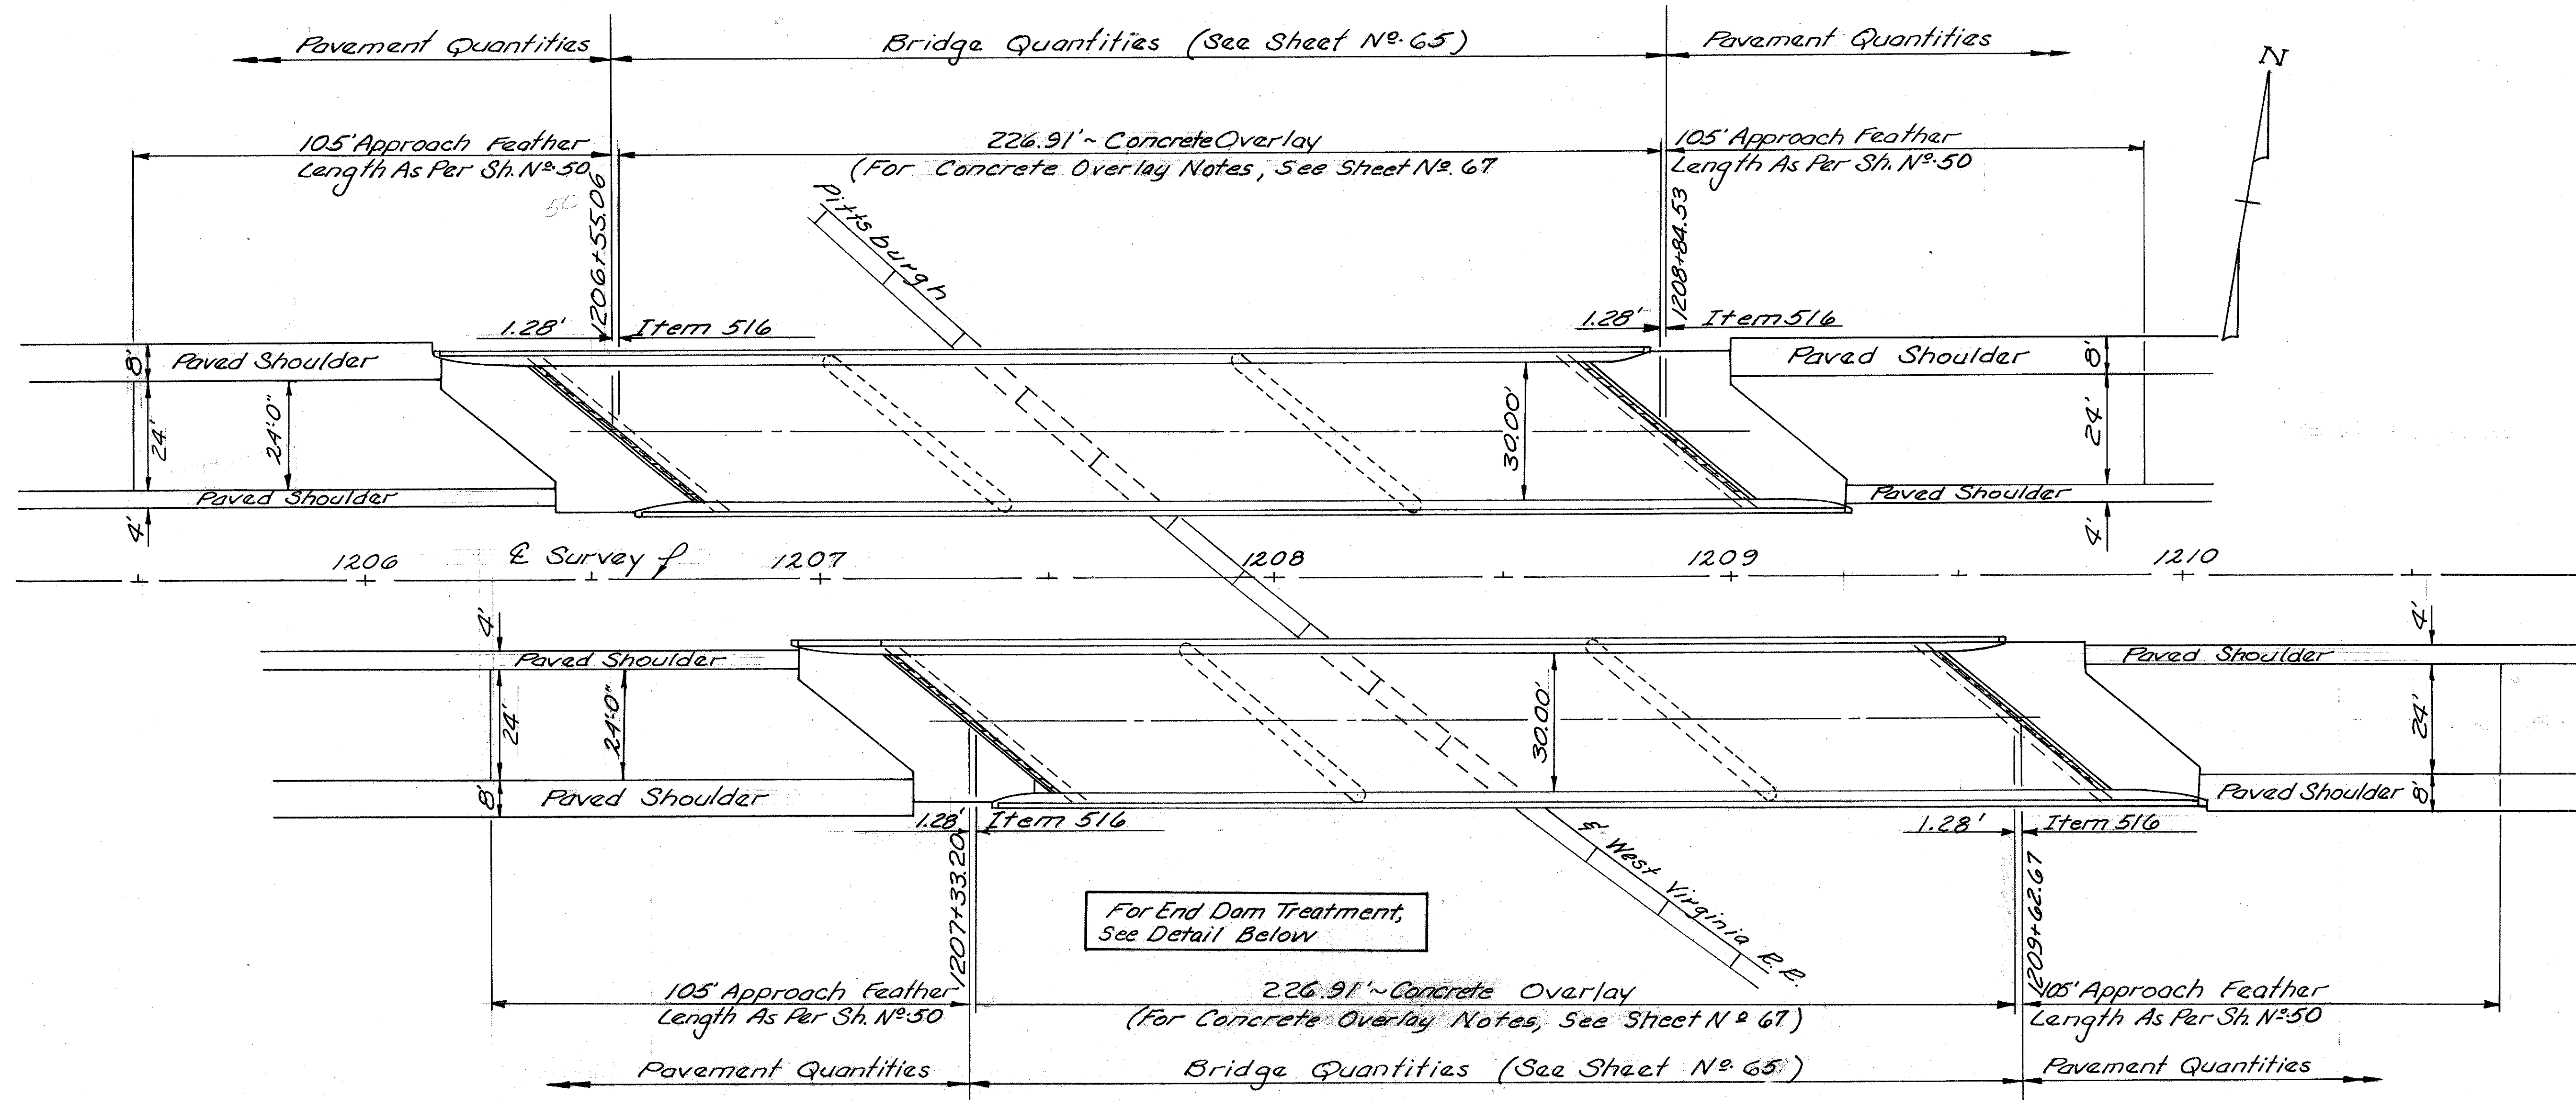 Pavement Quantities
Bridge Quantities (See Sheet Nº. 65)
Pavement Quantities
N
105' Approach Feather
Length As Per Sh. Nº.50
226.91' ~ Concrete Overlay
(For Concrete Overlay Notes, See Sheet Nº. 67
105' Approach Feather
Length As Per Sh. Nº.50
50
1206+55.06
1208+84.53
Pittsburgh
1.28'
Item 516
1.28'
Item 516
8'
Paved Shoulder
Paved Shoulder
8'
24'
24'-0"
30.00'
24'
Paved Shoulder
Paved Shoulder
4'
4'
1206
℄ Survey
1207
1208
1209
1210
4'
4'
Paved Shoulder
Paved Shoulder
24'
24'-0"
30.00'
24'
8'
Paved Shoulder
Paved Shoulder
8'
1.28'
Item 516
1.28'
Item 516
1207+33.20
1209+62.67
& West Virginia R.R.
For End Dam Treatment,
See Detail Below
105' Approach Feather
Length As Per Sh. Nº.50
226.91' ~ Concrete Overlay
(For Concrete Overlay Notes, See Sheet Nº 67)
105' Approach Feather
Length As Per Sh. Nº.50
Pavement Quantities
Bridge Quantities (See Sheet Nº. 65)
Pavement Quantities